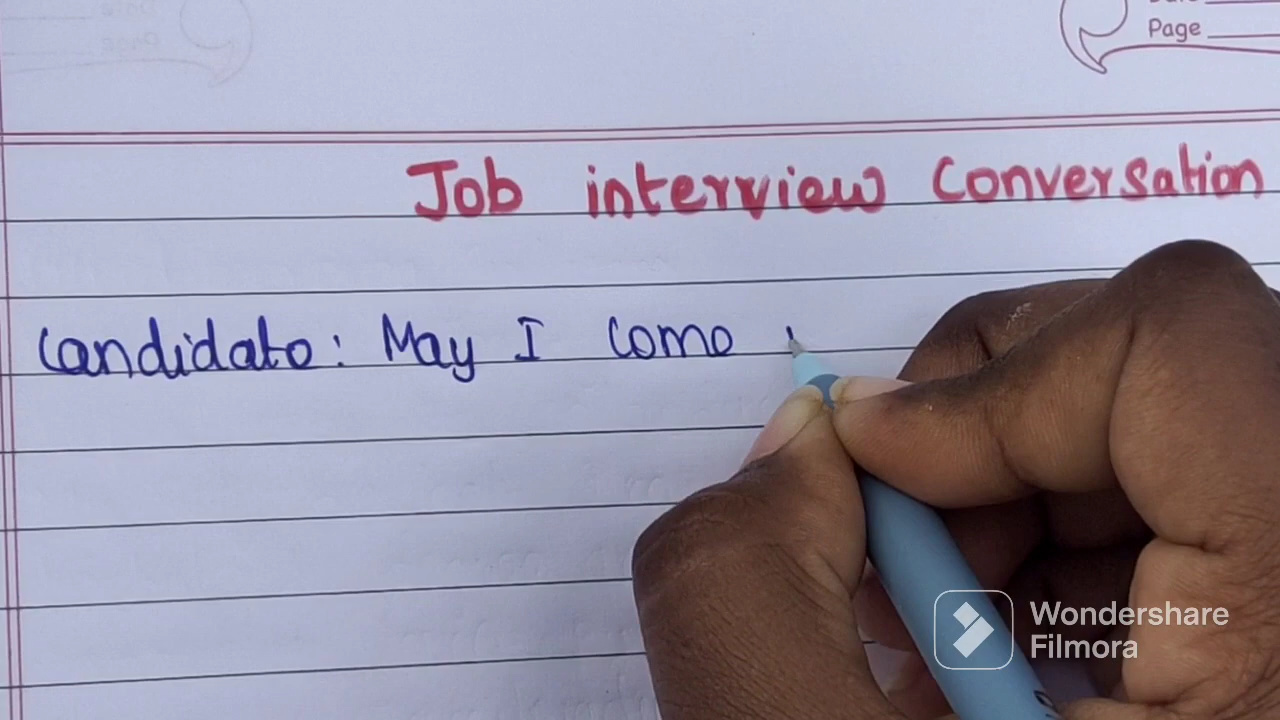 Page
Job interview Conversation
Candidate: May I Come
Wondershare
Filmora